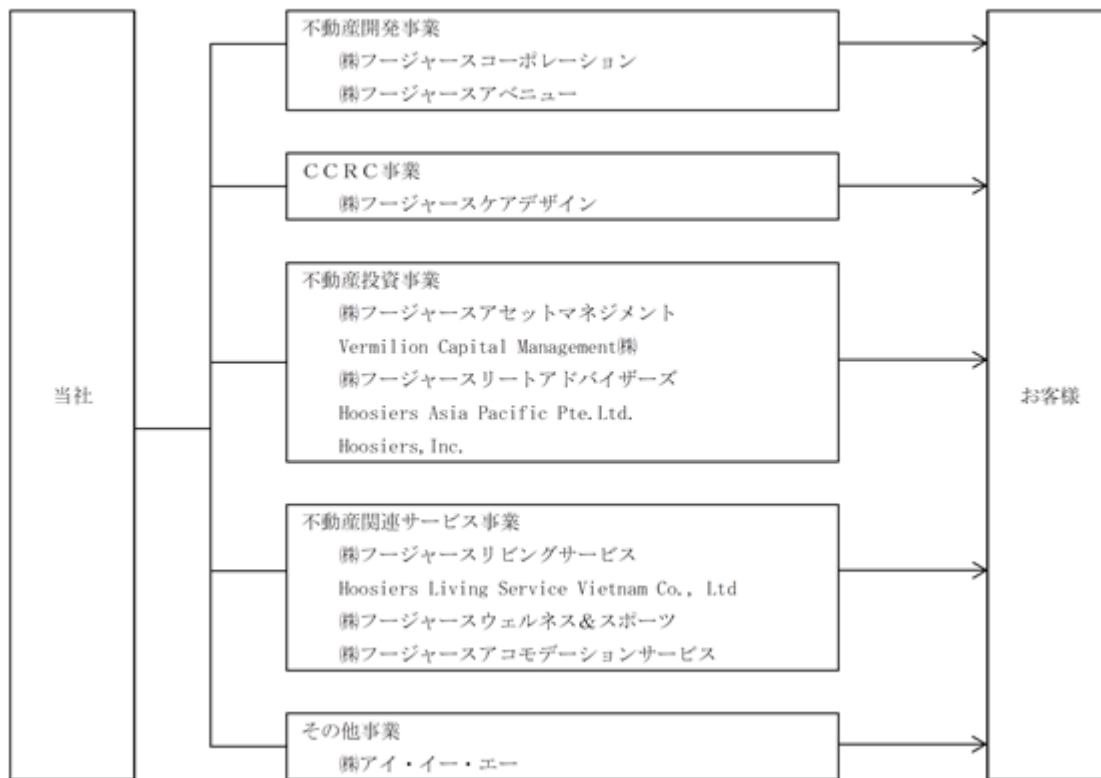 当社
不動産開発事業
㈱フージャースコーポレーション
㈱フージャースアベニュー
ＣＣＲＣ事業
㈱フージャースケアデザイン
不動産投資事業
㈱フージャースアセットマネジメント
Vermilion Capital Management㈱
㈱フージャースリートアドバイザーズ
Hoosiers Asia Pacific Pte.Ltd.
Hoosiers,Inc.
不動産関連サービス事業
㈱フージャースリビングサービス
Hoosiers Living Service Vietnam Co., Ltd
㈱フージャースウェルネス＆スポーツ
㈱フージャースアコモデーションサービス
その他事業
㈱アイ・イー・エー
お客様